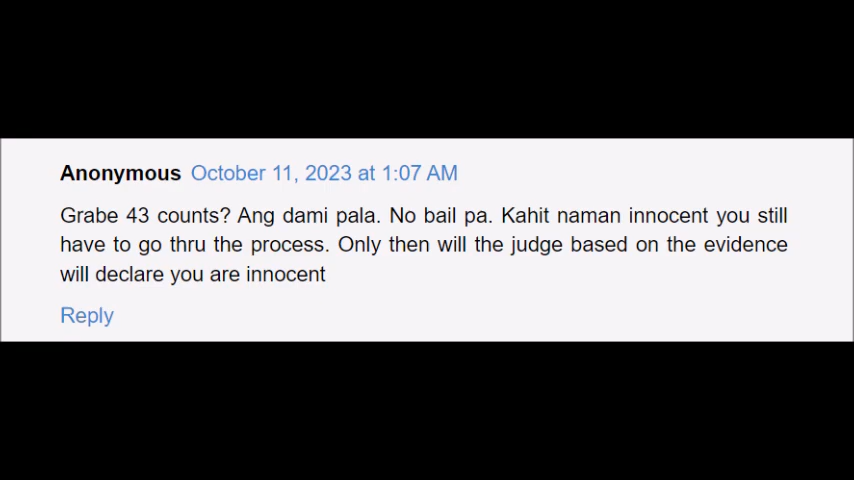 Anonymous October 11, 2023 at 1:07 AM
Grabe 43 counts? Ang dami pala. No bail pa. Kahit naman innocent you still
have to go thru the process. Only then will the judge based on the evidence
will declare you are innocent
Reply